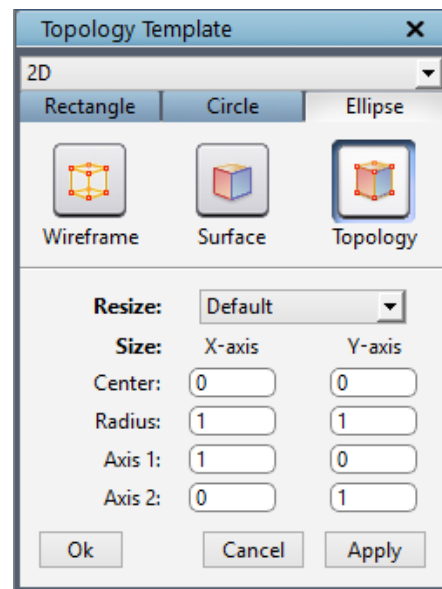 Topology Template
2D
Rectangle Circle Ellipse
Wireframe Surface Topology
Resize: Default
Size: X-axis Y-axis
Center: 0 0
Radius: 1 1
Axis 1: 1 0
Axis 2: 0 1
Ok Cancel Apply